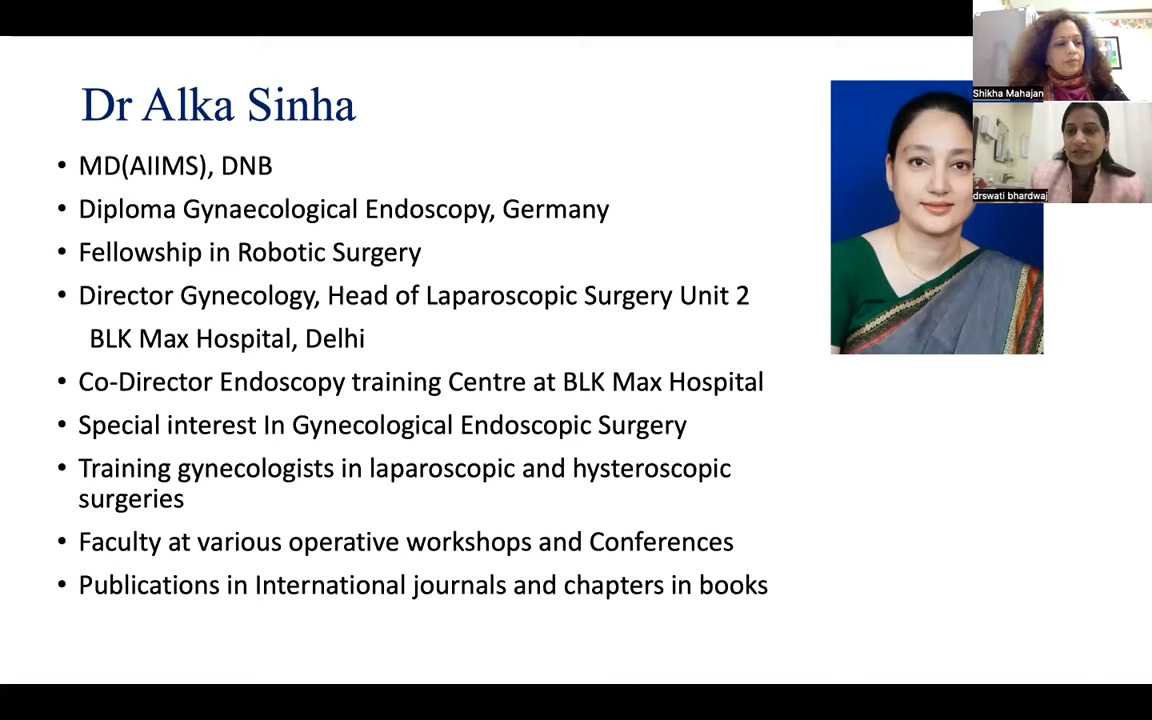 Dr Alka Sinha
• MD(AIIMS), DNB
• Diploma Gynaecological Endoscopy, Germany
• Fellowship in Robotic Surgery
• Director Gynecology, Head of Laparoscopic Surgery Unit 2
BLK Max Hospital, Delhi
• Co-Director Endoscopy training Centre at BLK Max Hospital
• Special interest In Gynecological Endoscopic Surgery
• Training gynecologists in laparoscopic and hysteroscopic
surgeries
• Faculty at various operative workshops and Conferences
• Publications in International journals and chapters in books
Shikha Mahajan
drswati bhardwaj